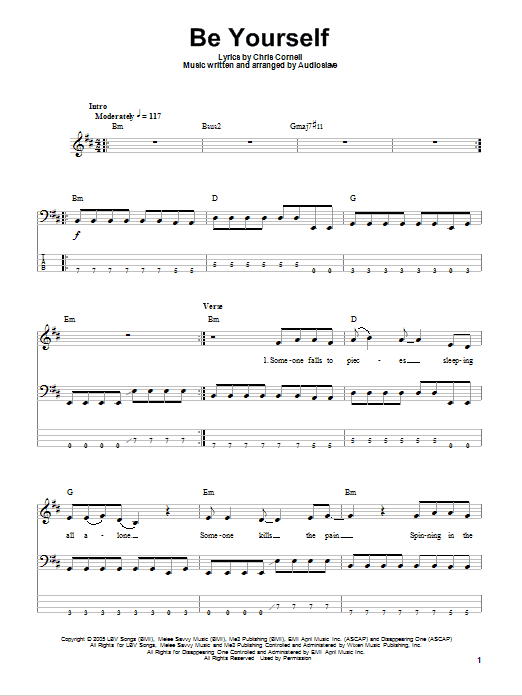 Be Yourself
Lyrics by Chris Cornell
Music written and arranged by Audioslave
Intro
Moderately ♩ = 117
Bm Bsus2 Gmaj7♯11
Bm D G
f
T
A
B
7 7 7 7 7 7 5 5 5 5 5 5 5 5 0 0 3 3 3 3 3 3 0 3
Verse
Em Bm D
1. Some-one falls to piec - es sleep-ing
0 0 0 0 7 7 7 7 7 7 7 7 7 7 5 5 5 5 5 5 5 5 0 0
G Em Bm
all a - lone. Some-one kills the pain. Spin-ning in the
3 3 3 3 3 3 0 3 0 0 0 0 7 7 7 7 7 7 7 7 7 7 5 5
Copyright © 2005 LBV Songs (BMI), Melee Savvy Music (BMI), Me3 Publishing (BMI), EMI April Music Inc. (ASCAP) and Disappearing One (ASCAP)
All Rights for LBV Songs, Melee Savvy Music and Me3 Publishing Controlled and Administered by Wixen Music Publishing, Inc.
All Rights for Disappearing One Controlled and Administered by EMI April Music Inc.
All Rights Reserved Used by Permission
1